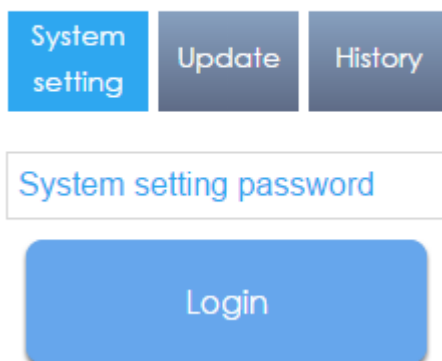 System
setting
Update
History
System setting password
Login